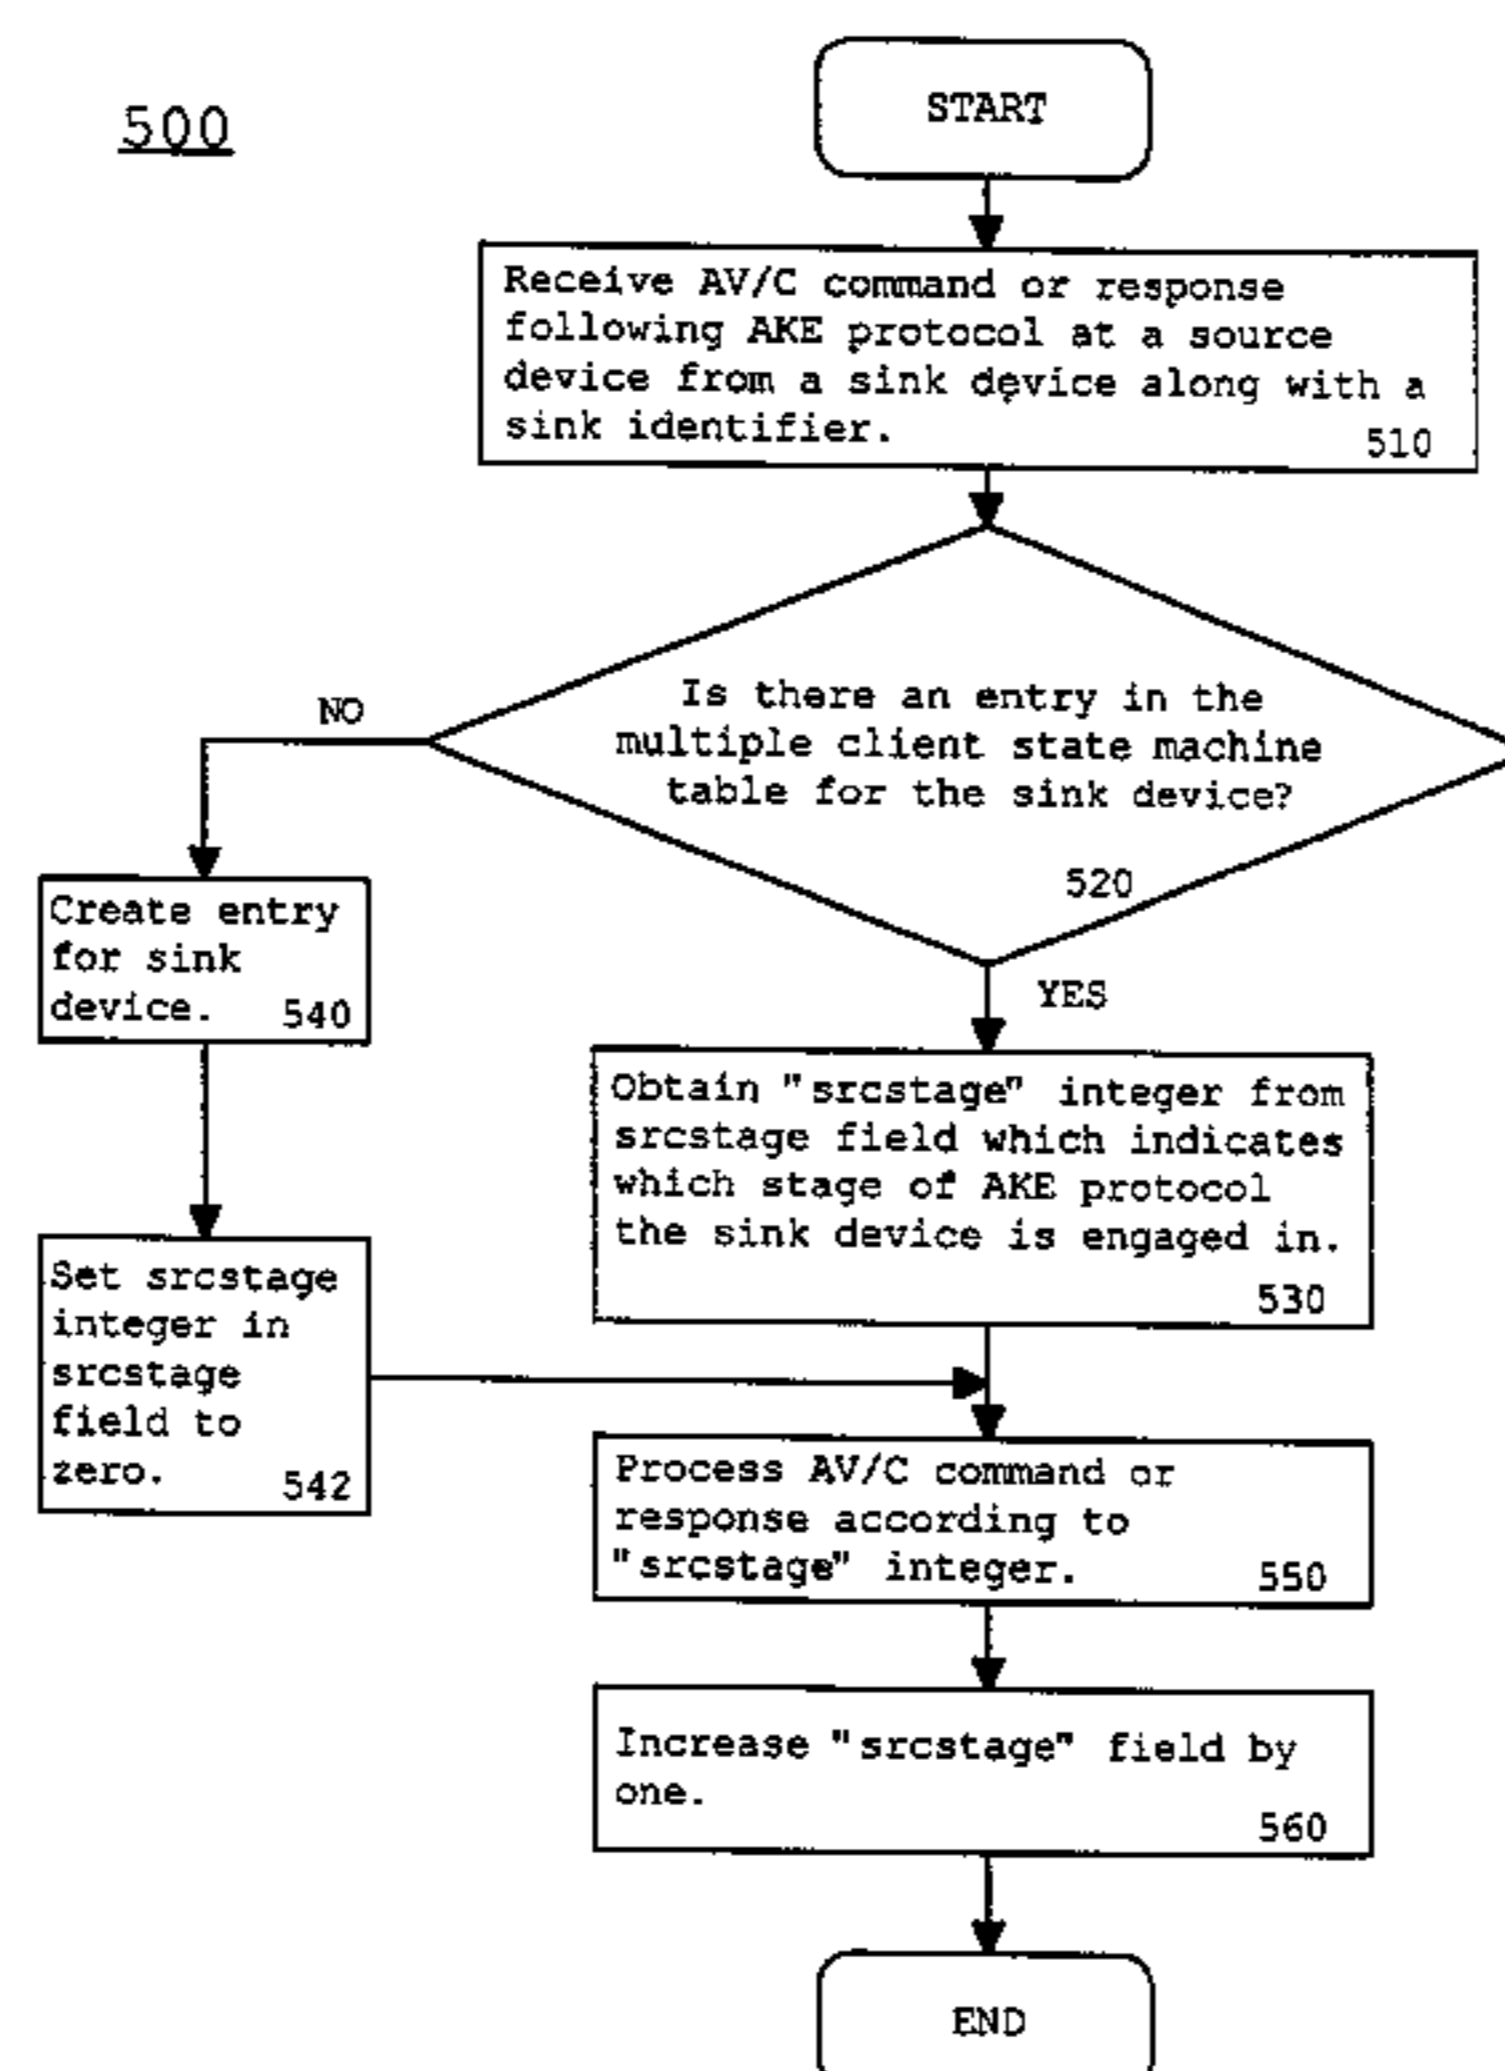 500
START
Receive AV/C command or response
following AKE protocol at a source
device from a sink device along with a
sink identifier.
510
Is there an entry in the
multiple client state machine
table for the sink device?
520
NO
YES
Create entry
for sink
device. 540
Set srcstage
integer in
srcstage
field to
zero. 542
Obtain "srcstage" integer from
srcstage field which indicates
which stage of AKE protocol
the sink device is engaged in.
530
Process AV/C command or
response according to
"srcstage" integer. 550
Increase "srcstage" field by
one.
560
END